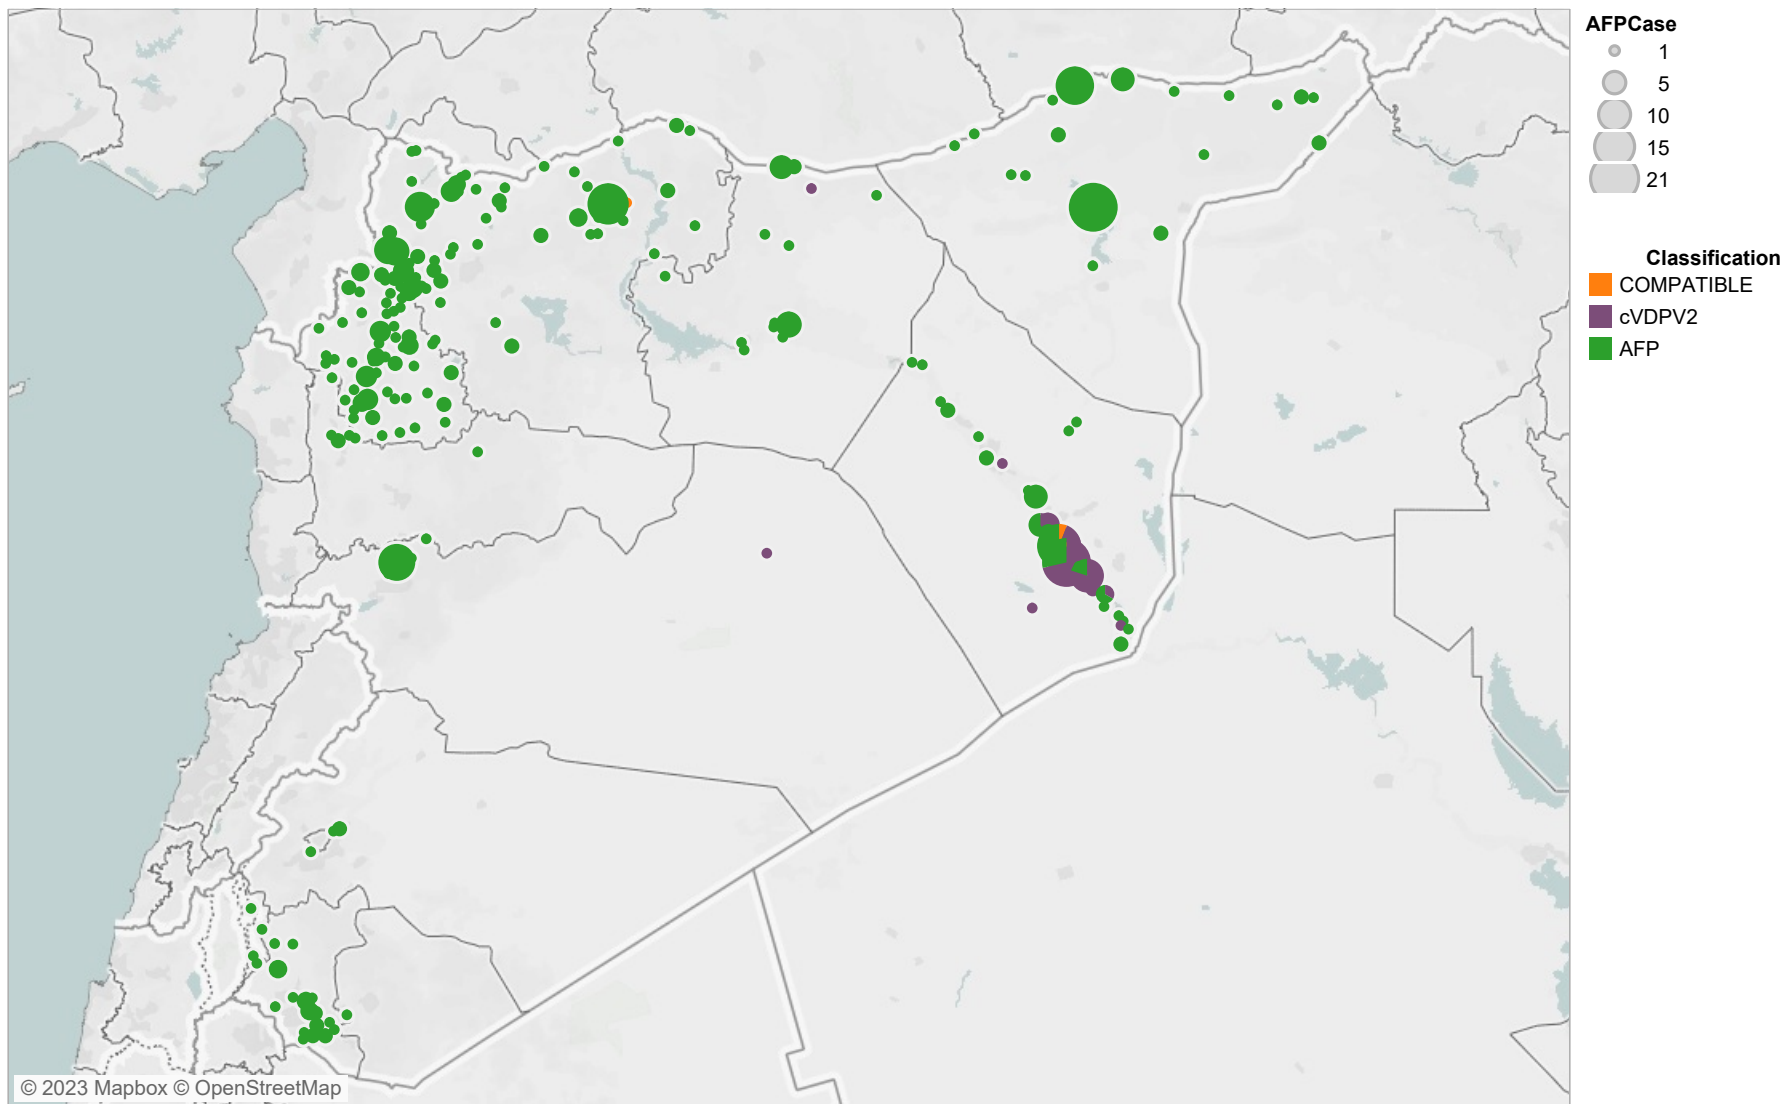 AFPCase
1
5
10
15
21
Classification
COMPATIBLE
cVDPV2
AFP
© 2023 Mapbox © OpenStreetMap